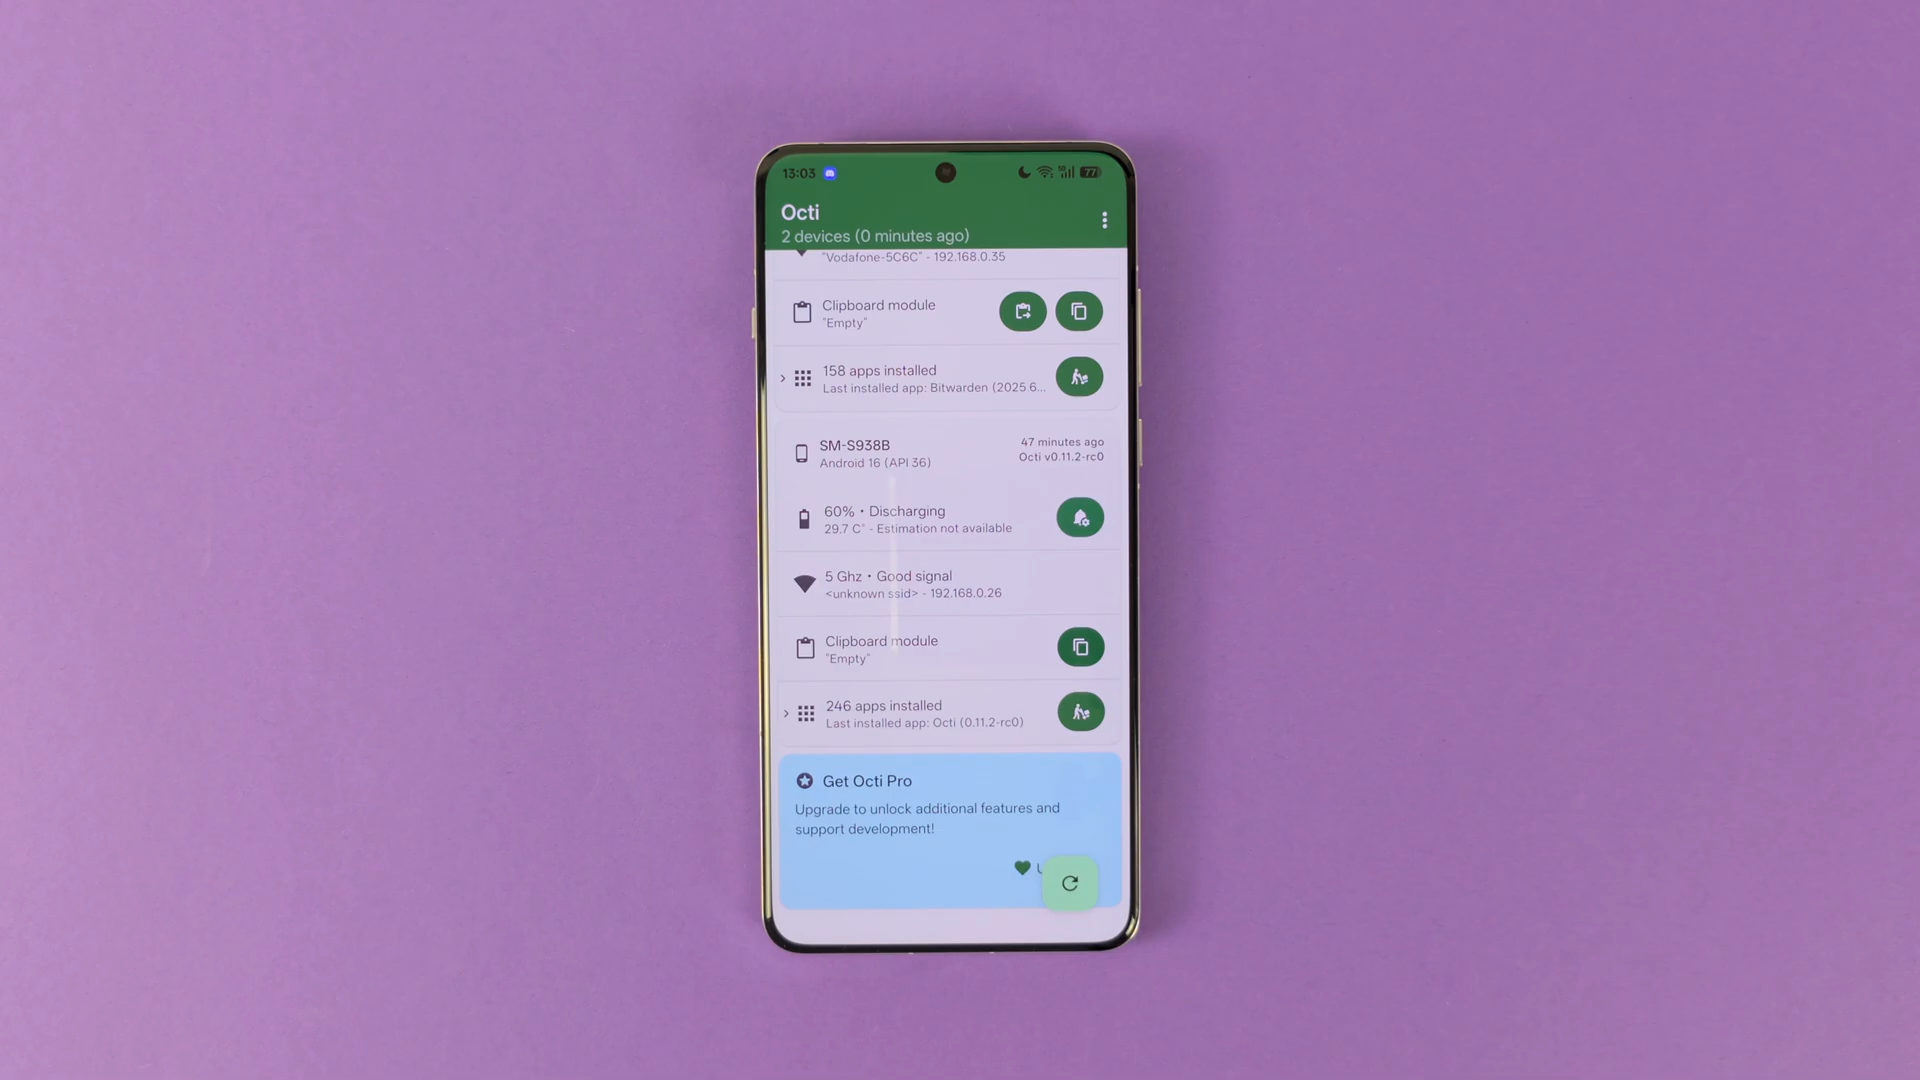 13:03
5G
77
Octi
2 devices (0 minutes ago)
"Vodafone-5C6C" - 192.168.0.35
Clipboard module
"Empty"
158 apps installed
Last installed app: Bitwarden (2025 6...
SM-S938B
47 minutes ago
Android 16 (API 36)
Octi v0.11.2-rc0
60% • Discharging
29.7 C° - Estimation not available
5 Ghz • Good signal
<unknown ssid> - 192.168.0.26
Clipboard module
"Empty"
246 apps installed
Last installed app: Octi (0.11.2-rc0)
Get Octi Pro
Upgrade to unlock additional features and
support development!